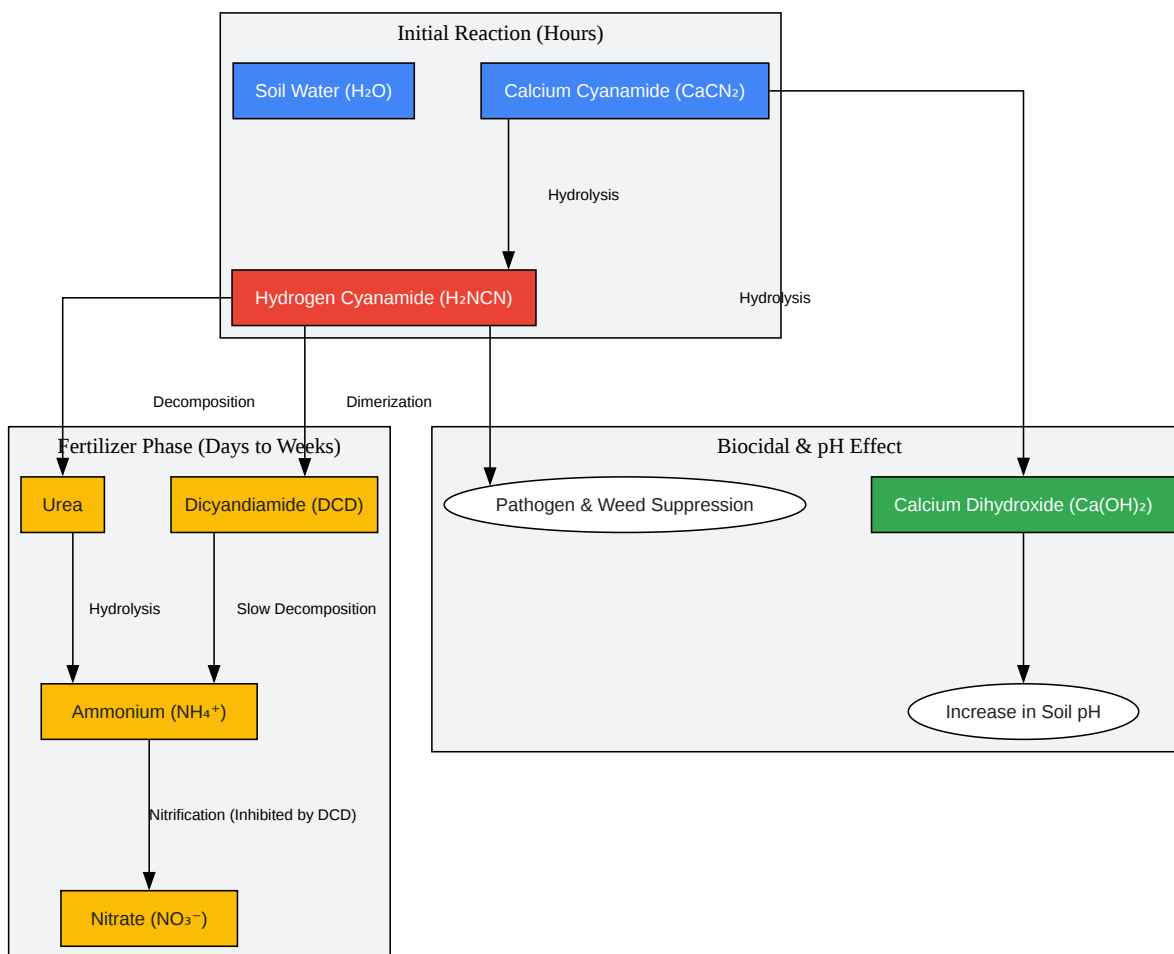 Initial Reaction (Hours)
Soil Water (H₂O)
Calcium Cyanamide (CaCN₂)
Hydrolysis
Hydrogen Cyanamide (H₂NCN)
Hydrolysis
Decomposition
Dimerization
Fertilizer Phase (Days to Weeks)
Biocidal & pH Effect
Urea
Dicyandiamide (DCD)
Pathogen & Weed Suppression
Calcium Dihydroxide (Ca(OH)₂)
Hydrolysis
Slow Decomposition
Ammonium (NH₄⁺)
Increase in Soil pH
Nitrification (Inhibited by DCD)
Nitrate (NO₃⁻)